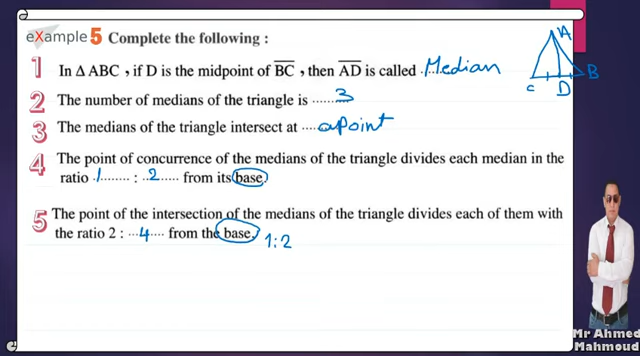 eXample 5 Complete the following :
1 In Δ ABC , if D is the midpoint of BC , then AD is called ..Median
2 The number of medians of the triangle is ........3
3 The medians of the triangle intersect at ....a Point
4 The point of concurrence of the medians of the triangle divides each median in the
ratio .1........ : ..2...... from its base.
5 The point of the intersection of the medians of the triangle divides each of them with
the ratio 2 : ...4.... from the base. 1:2
A
C D B
Mr Ahmed
Mahmoud